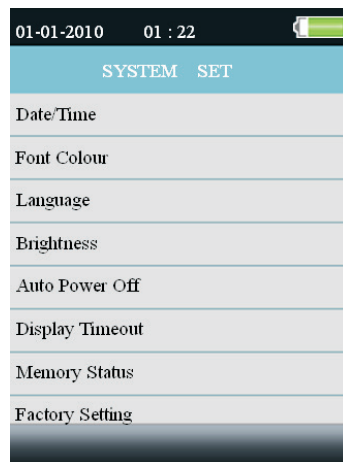 01-01-2010 01 : 22
SYSTEM SET
Date/Time
Font Colour
Language
Brightness
Auto Power Off
Display Timeout
Memory Status
Factory Setting